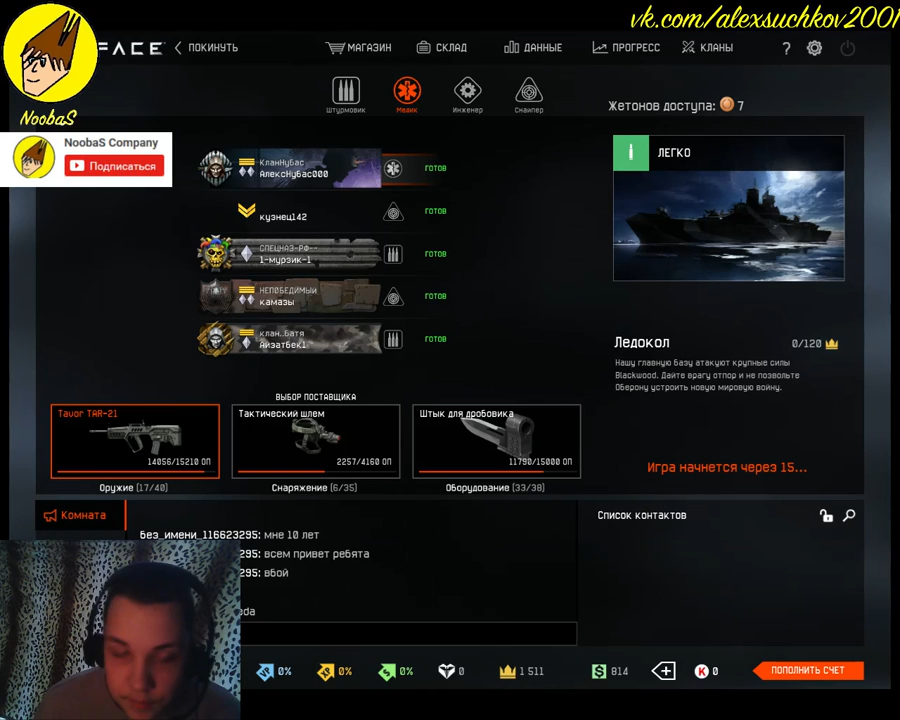 vk.com/alexsuchkov2001
FACE
ПОКИНУТЬ
МАГАЗИН
СКЛАД
ДАННЫЕ
ПРОГРЕСС
КЛАНЫ
?
NoobaS
Штурмовик
Медик
Инженер
Снайпер
Жетонов доступа: 7
NoobaS Company
Подписаться
ЛЕГКО
КланНубас
АлексНубас000
ГОТОВ
кузнец142
ГОТОВ
СПЕЦНАЗ-РФ--
1-мурзик-1
ГОТОВ
НЕПОБЕДИМЫЙ
камазы
ГОТОВ
клан..батя
Айзатбек1
ГОТОВ
Ледокол
0/120
Нашу главную базу атакуют крупные силы
Blackwood. Дайте врагу отпор и не позвольте
Оберону устроить новую мировую войну.
ВЫБОР ПОСТАВЩИКА
Tavor TAR-21
14056/15210 ОП
Тактический шлем
2257/4160 ОП
Штык для дробовика
11790/15000 ОП
Оружие (17/40)
Снаряжение (6/35)
Оборудование (33/38)
Игра начнется через 15...
Комната
Список контактов
без_имени_116623295: мне 10 лет
295: всем привет ребята
295: вбой
ada
0%
0%
0%
0
1 511
814
K 0
ПОПОЛНИТЬ СЧЕТ